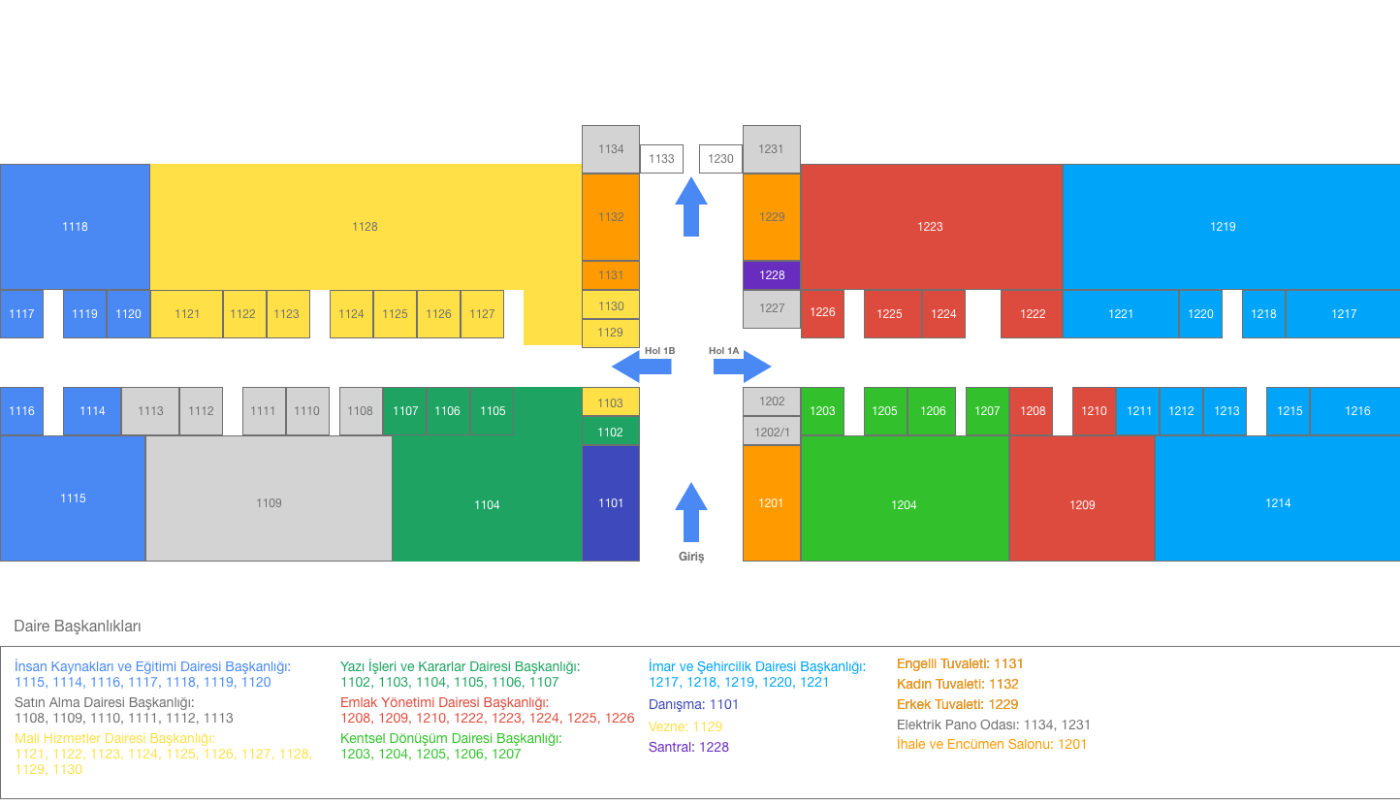 1134
1231
1133
1230
1132
1229
1118
1128
1223
1219
1131
1228
1117
1119
1120
1121
1122
1123
1124
1125
1126
1127
1130
1227
1226
1225
1224
1222
1221
1220
1218
1217
1129
Hol 1B
Hol 1A
1116
1114
1113
1112
1111
1110
1108
1107
1106
1105
1103
1202
1203
1205
1206
1207
1208
1210
1211
1212
1213
1215
1216
1102
1202/1
1115
1109
1104
1101
1201
1204
1209
1214
Giriş
Daire Başkanlıkları
İnsan Kaynakları ve Eğitimi Dairesi Başkanlığı:
1115, 1114, 1116, 1117, 1118, 1119, 1120
Satın Alma Dairesi Başkanlığı:
1108, 1109, 1110, 1111, 1112, 1113
Mali Hizmetler Dairesi Başkanlığı:
1121, 1122, 1123, 1124, 1125, 1126, 1127, 1128,
1129, 1130
Yazı İşleri ve Kararlar Dairesi Başkanlığı:
1102, 1103, 1104, 1105, 1106, 1107
Emlak Yönetimi Dairesi Başkanlığı:
1208, 1209, 1210, 1222, 1223, 1224, 1225, 1226
Kentsel Dönüşüm Dairesi Başkanlığı:
1203, 1204, 1205, 1206, 1207
İmar ve Şehircilik Dairesi Başkanlığı:
1217, 1218, 1219, 1220, 1221
Danışma: 1101
Vezne: 1129
Santral: 1228
Engelli Tuvaleti: 1131
Kadın Tuvaleti: 1132
Erkek Tuvaleti: 1229
Elektrik Pano Odası: 1134, 1231
İhale ve Encümen Salonu: 1201